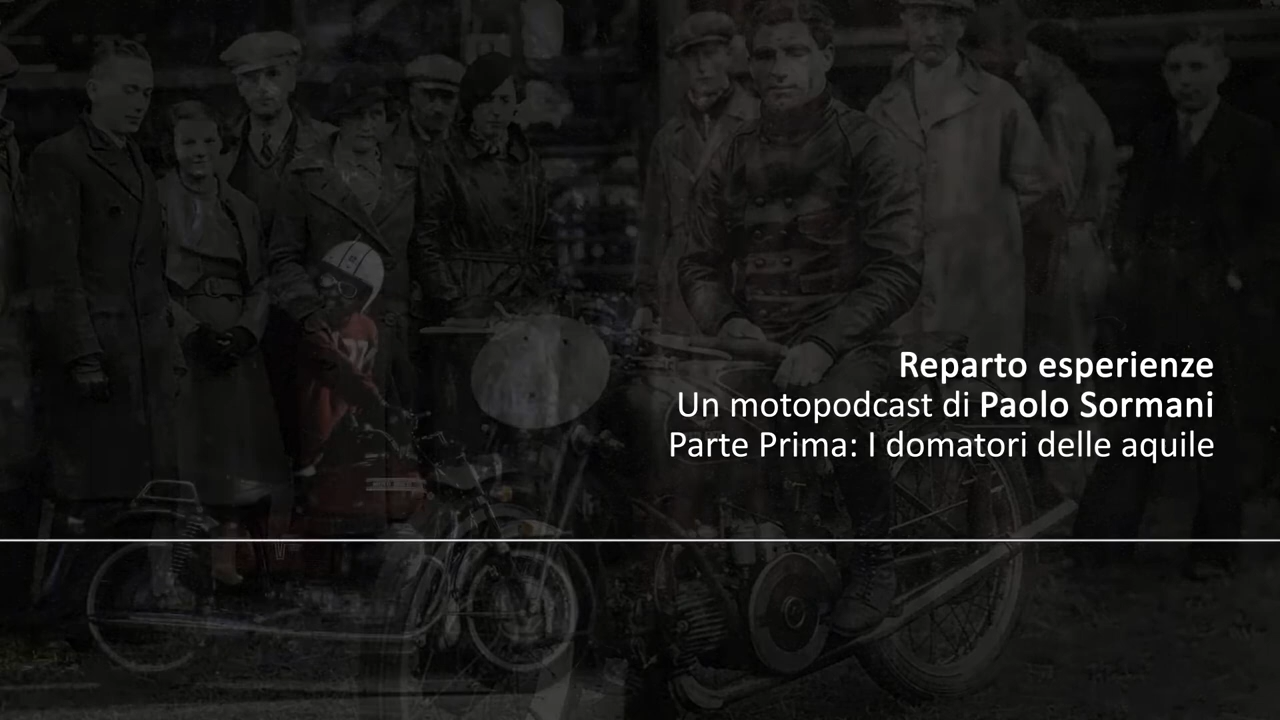 Reparto esperienze
Un motopodcast di Paolo Sormani
Parte Prima: I domatori delle aquile